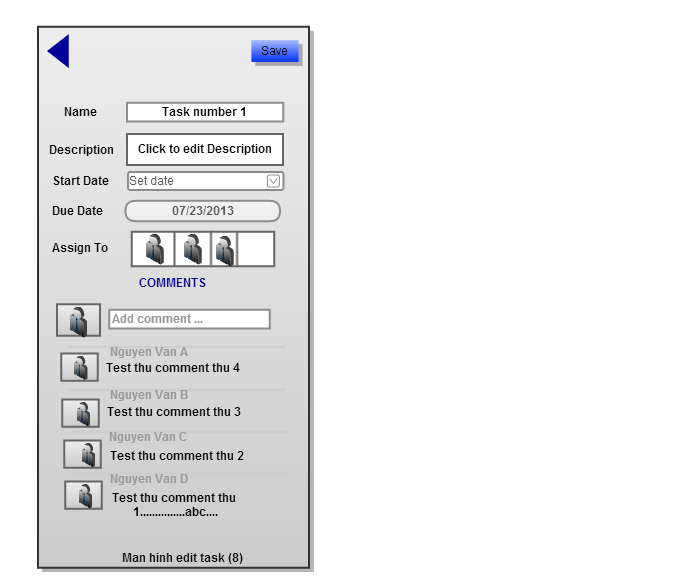 Save
Name
Task number 1
Description
Click to edit Description
Start Date
Set date
Due Date
07/23/2013
Assign To
COMMENTS
Add comment ...
Nguyen Van A
Test thu comment thu 4
Nguyen Van B
Test thu comment thu 3
Nguyen Van C
Test thu comment thu 2
Nguyen Van D
Test thu comment thu
1...............abc....
Man hinh edit task (8)